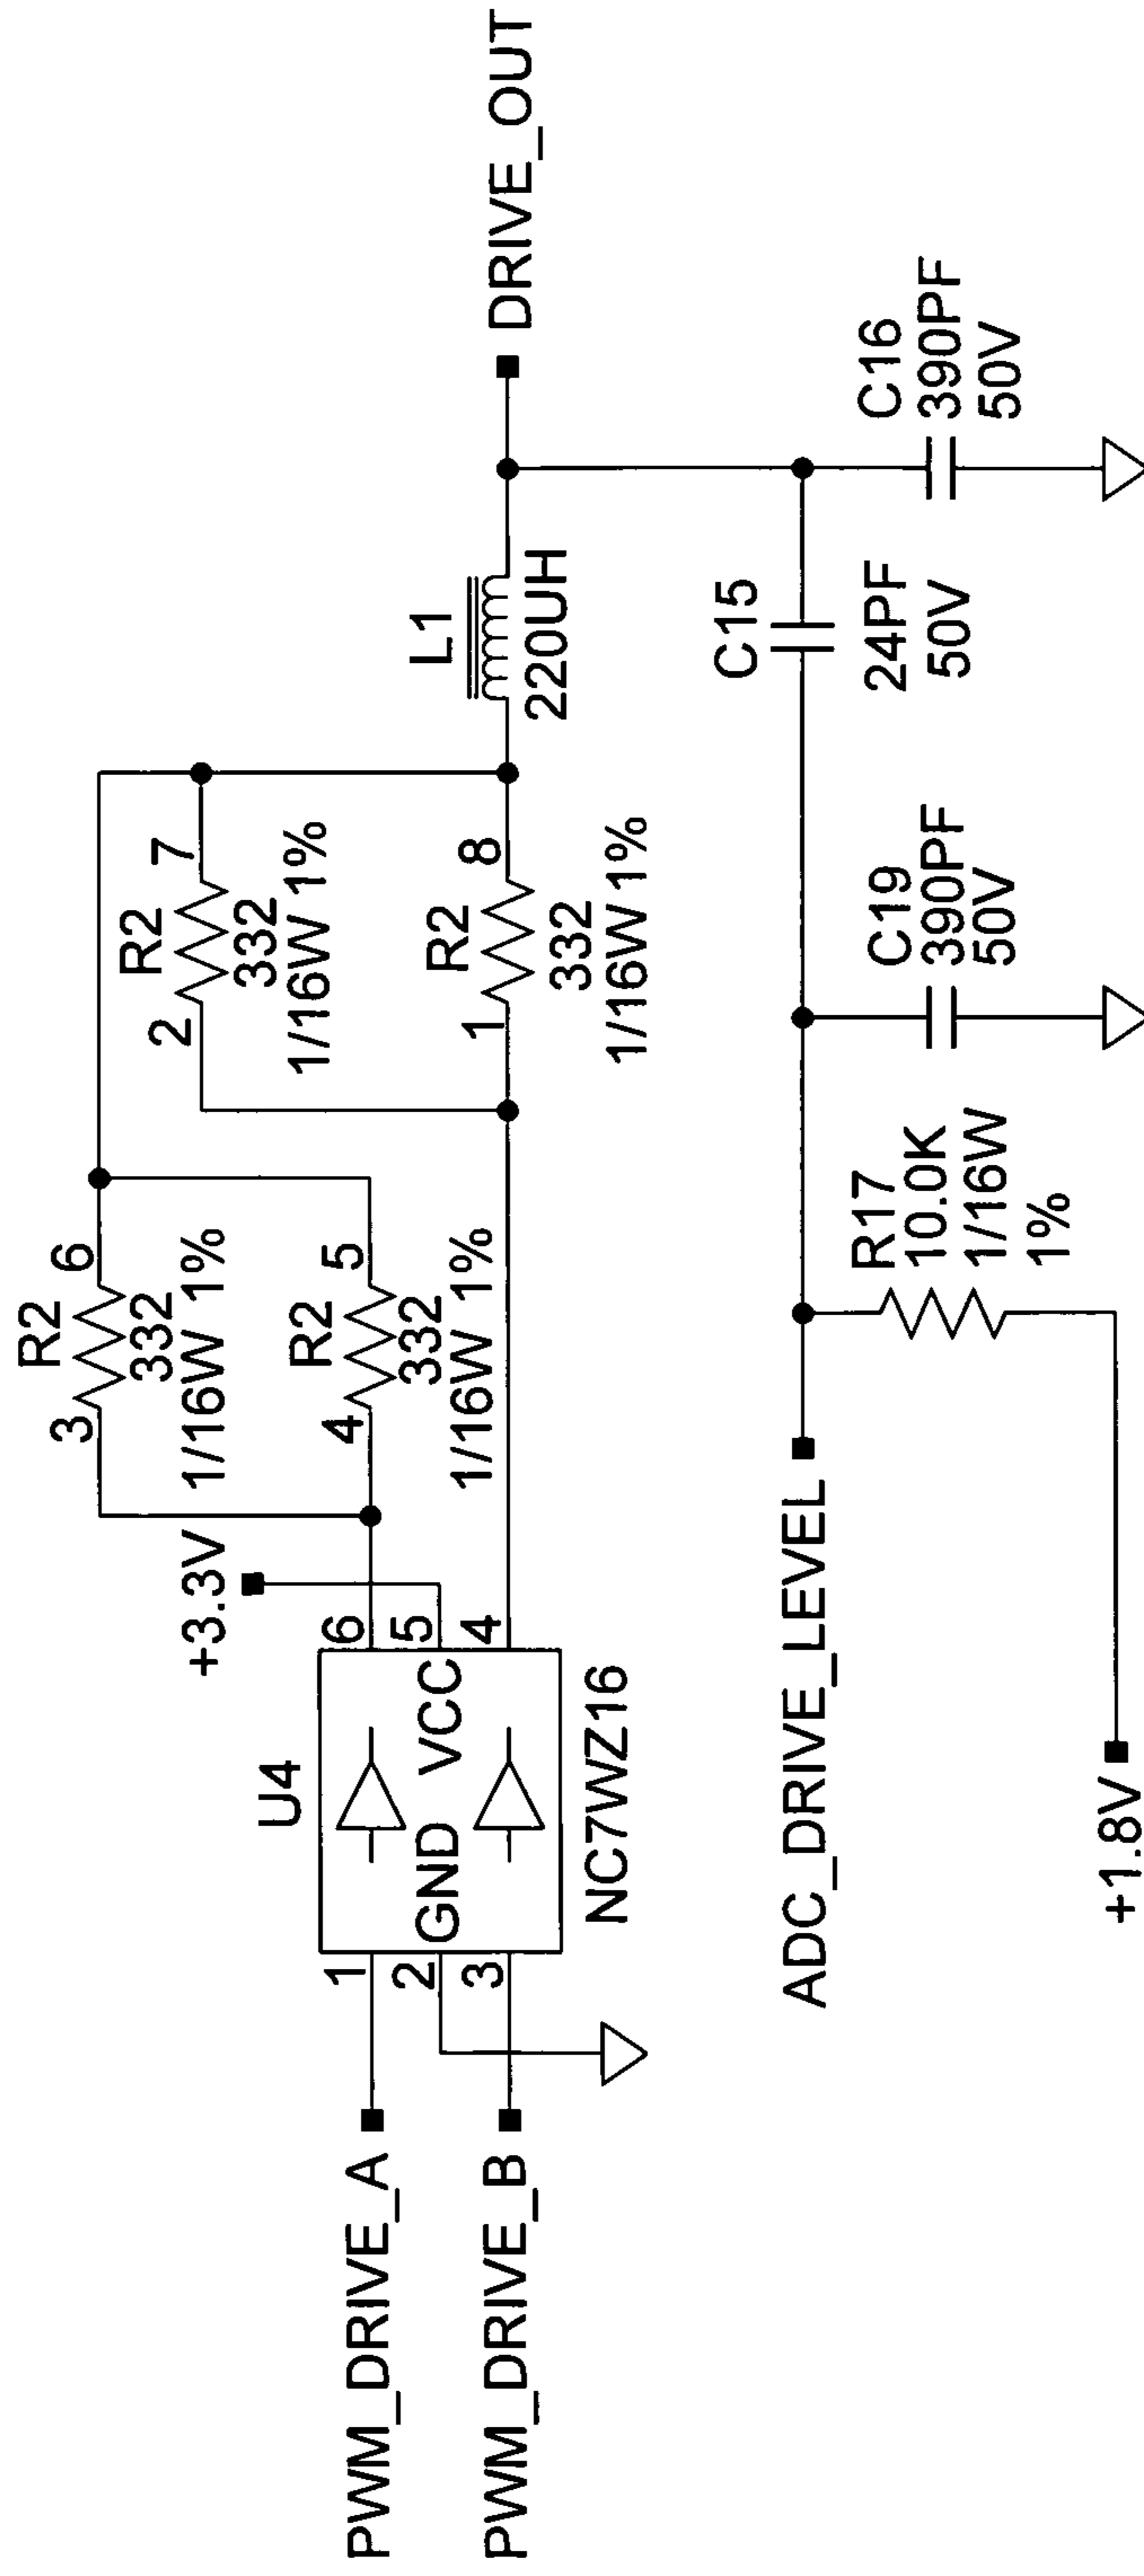 R2
3
6
332
1/16W 1%
R2
4
5
332
1/16W 1%
R2
2
7
332
1/16W 1%
R2
1
8
332
1/16W 1%
+3.3V
U4
PWM_DRIVE_A
1
6
GND
VCC
2
5
PWM_DRIVE_B
3
4
NC7WZ16
L1
220UH
DRIVE_OUT
C15
24PF
50V
C16
390PF
50V
C19
390PF
50V
ADC_DRIVE_LEVEL
R17
10.0K
1/16W
1%
+1.8V